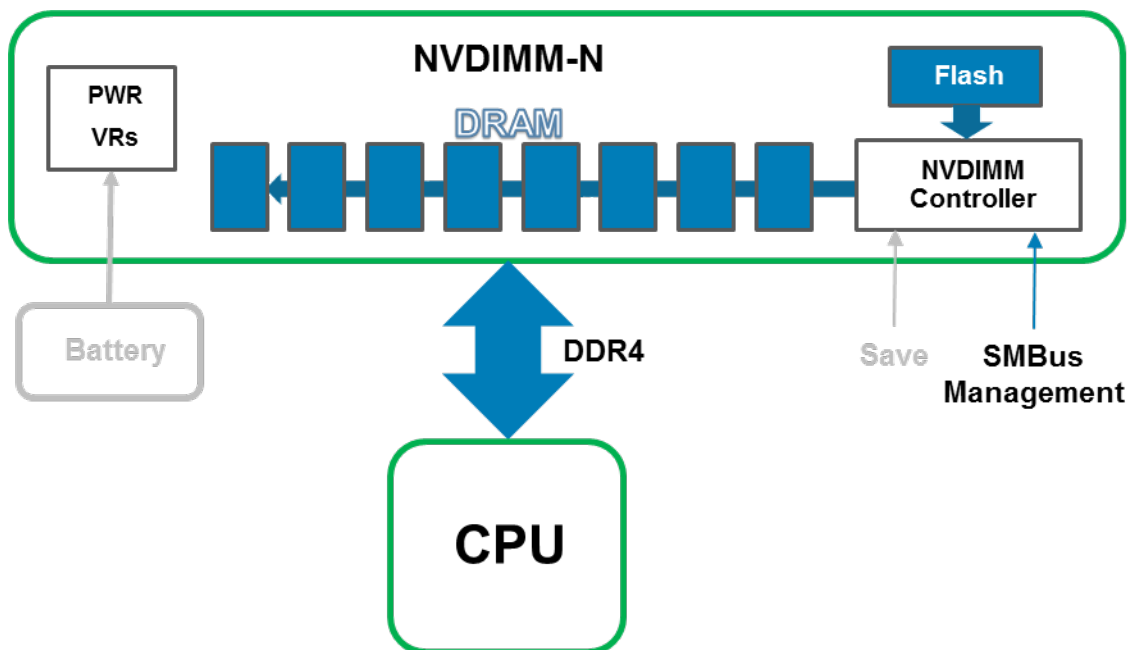 NVDIMM-N
PWR
VRs
DRAM
Flash
NVDIMM
Controller
Battery
DDR4
Save
SMBus
Management
CPU